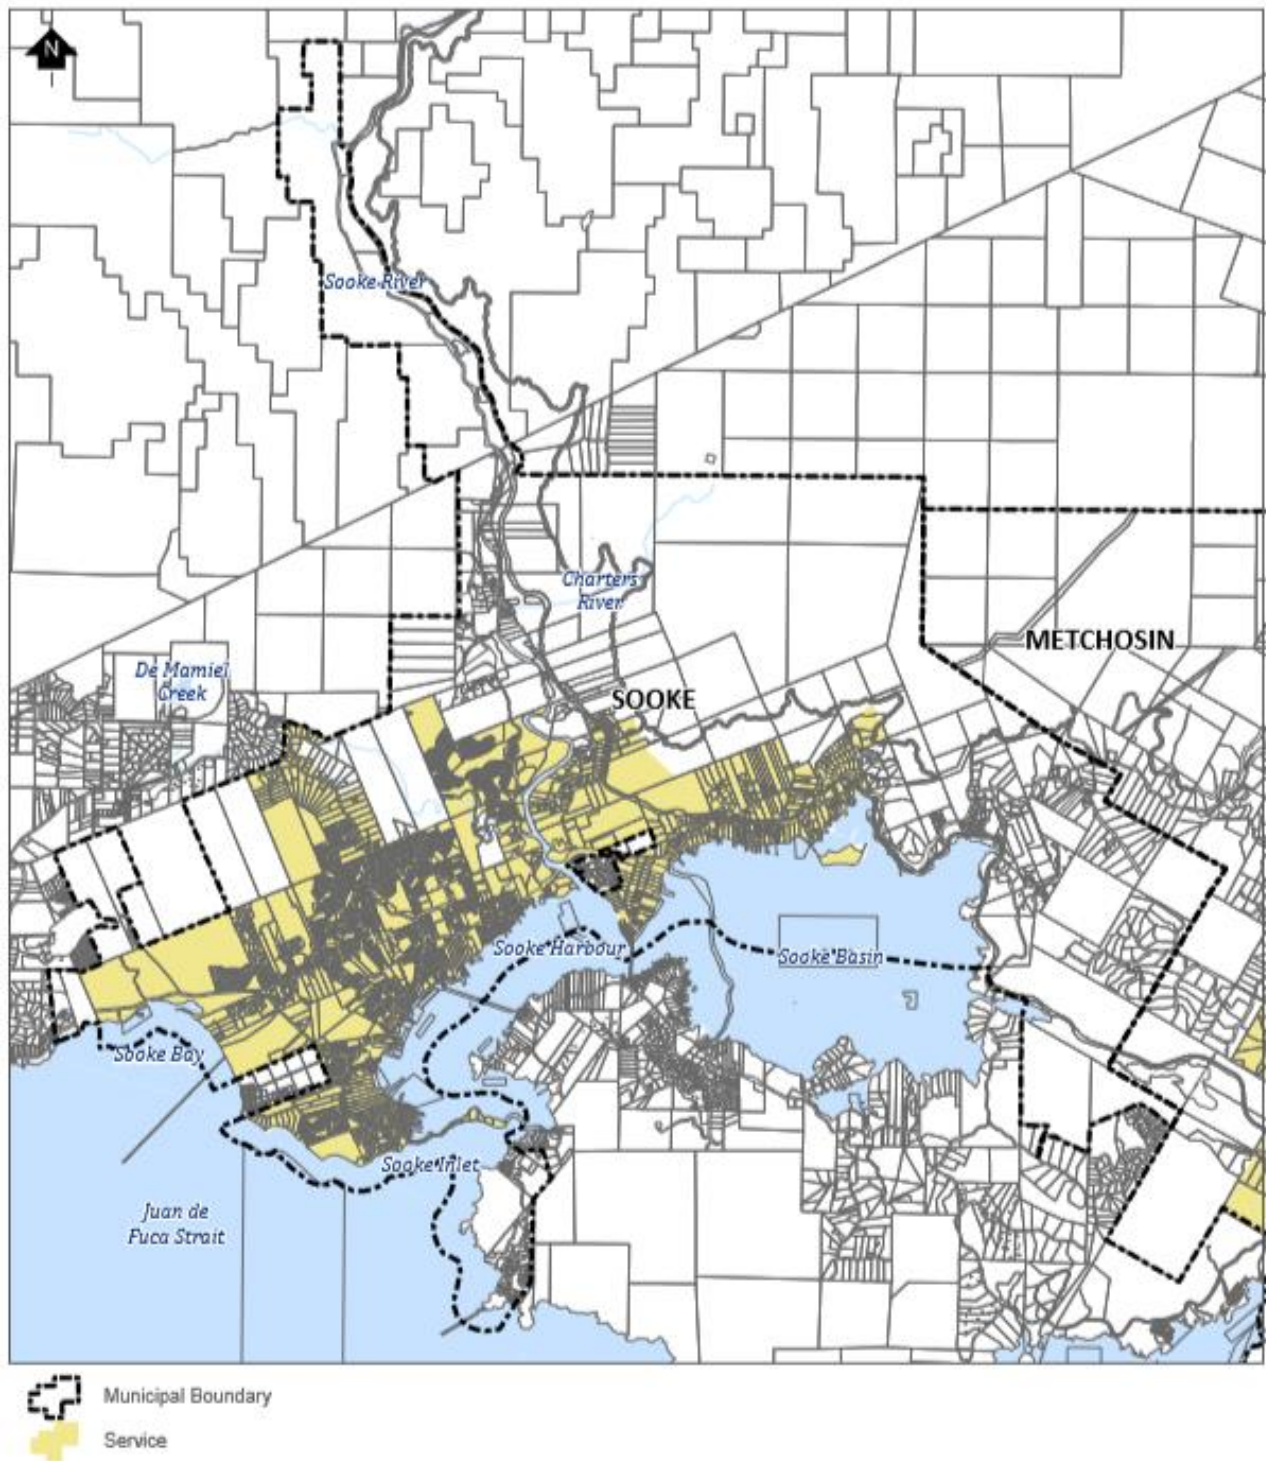 N
Sooke River
Charters
River
METCHOSIN
De Mamiel
Creek
SOOKE
Sooke Harbour
Sooke Basin
Sooke Bay
Sooke Inlet
Juan de
Fuca Strait
Municipal Boundary
Service